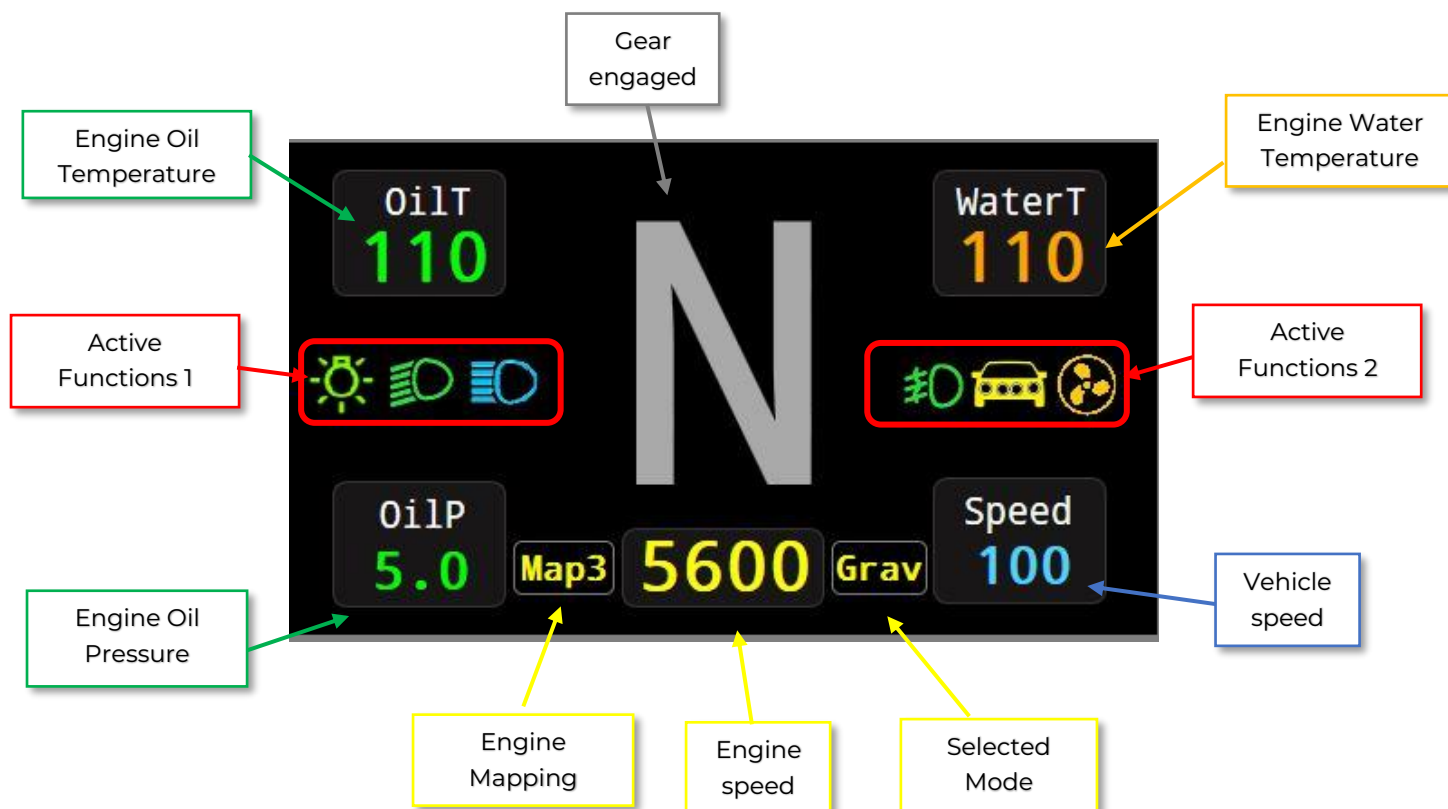 Gear
engaged
Engine Oil
Temperature
Engine Water
Temperature
OilT
110
N
WaterT
110
Active
Functions 1
Active
Functions 2
OilP
5.0
Map3
5600
Grav
Speed
100
Engine Oil
Pressure
Vehicle
speed
Engine
Mapping
Engine
speed
Selected
Mode